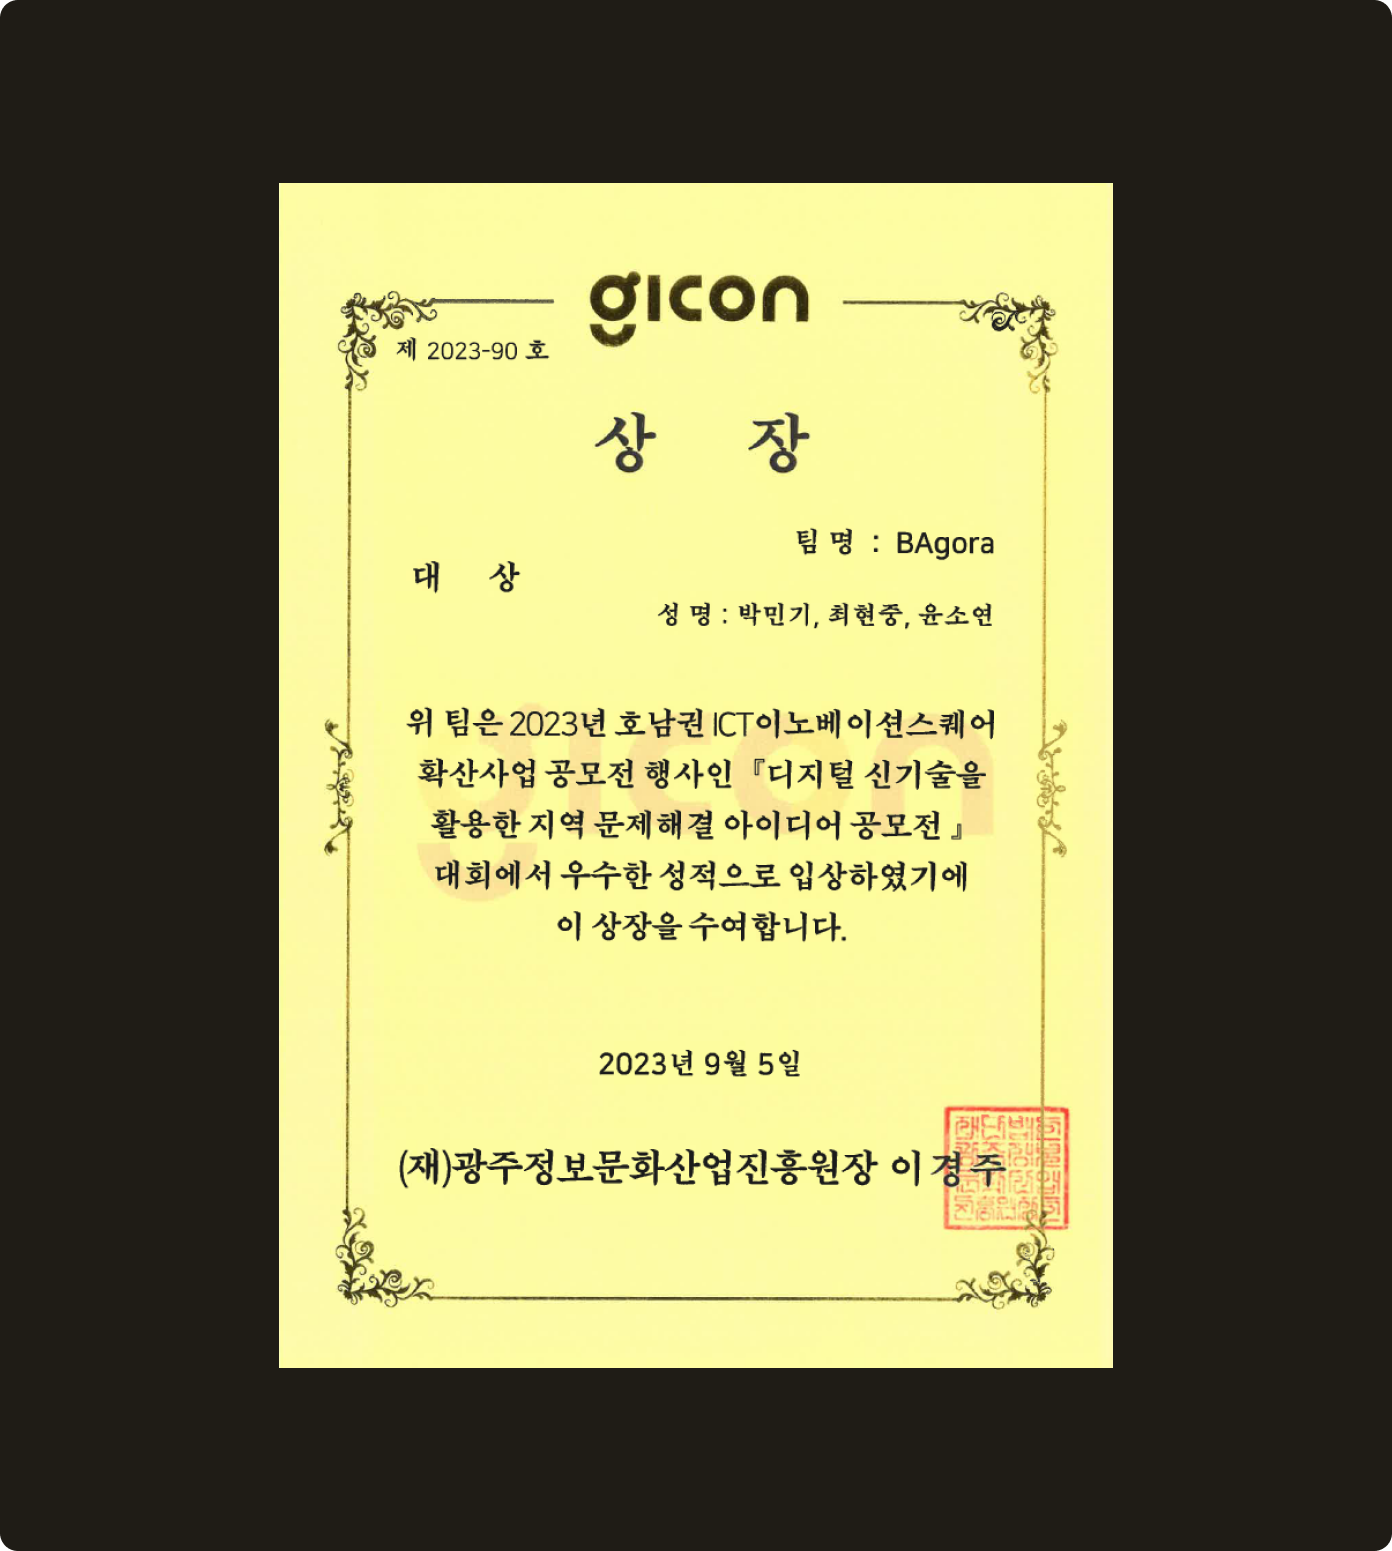 gicon
제 2023-90 호
상 장
팀 명 : BAgora
대 상
성 명 : 박민기, 최현중, 윤소연
위 팀은 2023년 호남권 ICT이노베이션스퀘어
확산사업 공모전 행사인 『디지털 신기술을
활용한 지역 문제해결 아이디어 공모전 』
대회에서 우수한 성적으로 입상하였기에
이 상장을 수여합니다.
2023년 9월 5일
(재)광주정보문화산업진흥원장 이경주